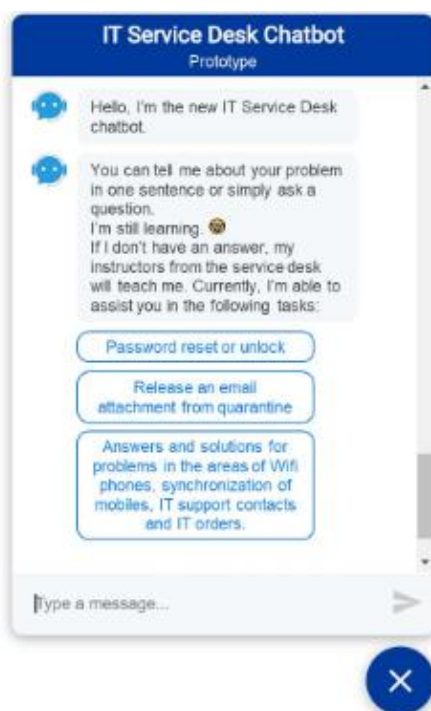 IT Service Desk Chatbot
Prototype
Hello, I'm the new IT Service Desk
chatbot.
You can tell me about your problem
in one sentence or simply ask a
question.
I'm still learning. 🤓
If I don't have an answer, my
instructors from the service desk
will teach me. Currently, I'm able to
assist you in the following tasks:
Password reset or unlock
Release an email
attachment from quarantine
Answers and solutions for
problems in the areas of Wifi
phones, synchronization of
mobiles, IT support contacts
and IT orders.
Type a message...